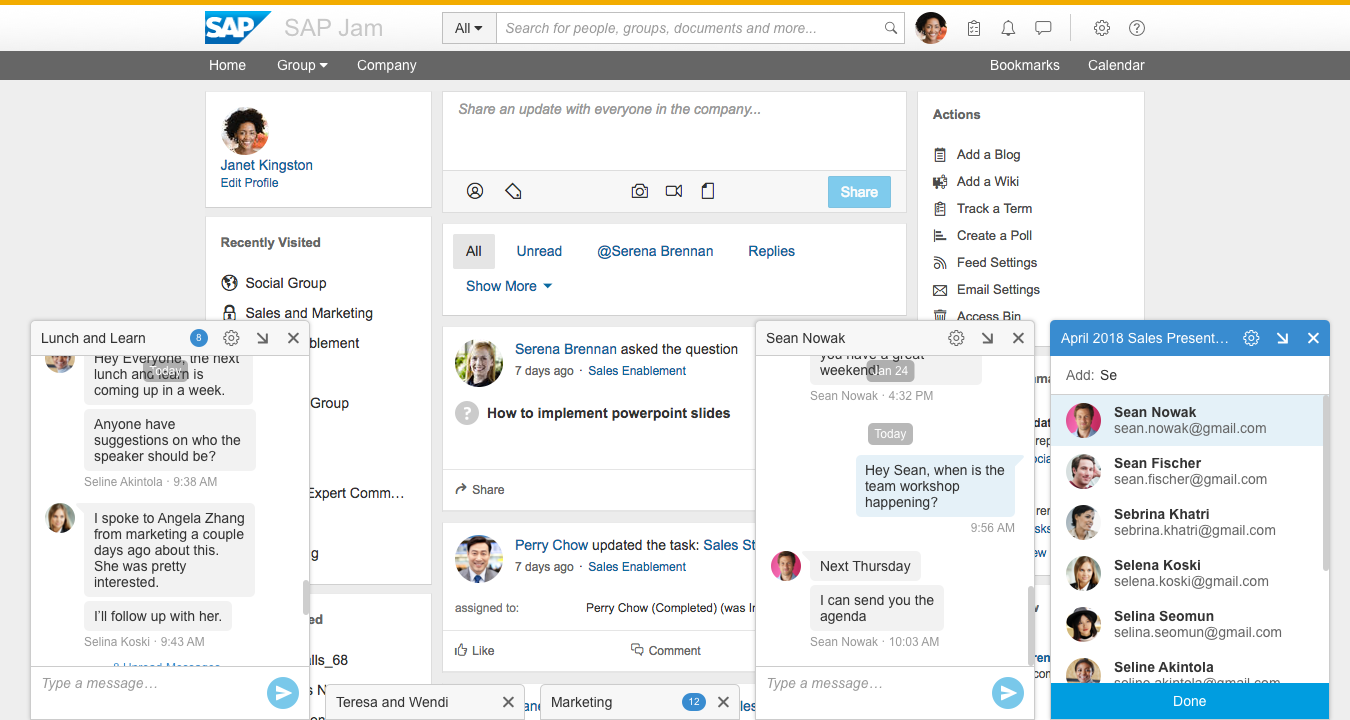 SAP
SAP Jam
All
Search for people, groups, documents and more...
Home
Group
Company
Bookmarks
Calendar
Janet Kingston
Edit Profile
Recently Visited
Social Group
Sales and Marketing
Share an update with everyone in the company...
Share
All
Unread
@Serena Brennan
Replies
Show More
Serena Brennan asked the question
7 days ago · Sales Enablement
? How to implement powerpoint slides
Share
Perry Chow updated the task: Sales St
7 days ago · Sales Enablement
assigned to:
Perry Chow (Completed) (was In
Like
Comment
Actions
Add a Blog
Add a Wiki
Track a Term
Create a Poll
Feed Settings
Email Settings
Access Bin
Lunch and Learn
8
Hey Everyone, the next
lunch and learn is
coming up in a week.
Today
Anyone have
suggestions on who the
speaker should be?
Seline Akintola · 9:38 AM
I spoke to Angela Zhang
from marketing a couple
days ago about this.
She was pretty
interested.
I'll follow up with her.
Selina Koski · 9:43 AM
8 Unread Messages
Type a message…
blement
Group
Expert Comm…
g
ed
alls_68
Teresa and Wendi
Marketing
12
Sean Nowak
you have a great
weekend!
Jan 24
Sean Nowak · 4:32 PM
Today
Hey Sean, when is the
team workshop
happening?
9:56 AM
Next Thursday
I can send you the
agenda
Sean Nowak · 10:03 AM
Type a message…
April 2018 Sales Present…
Add: Se
Sean Nowak
sean.nowak@gmail.com
Sean Fischer
sean.fischer@gmail.com
Sebrina Khatri
sebrina.khatri@gmail.com
Selena Koski
selena.koski@gmail.com
Selina Seomun
selina.seomun@gmail.com
Seline Akintola
seline.akintola@gmail.com
Done